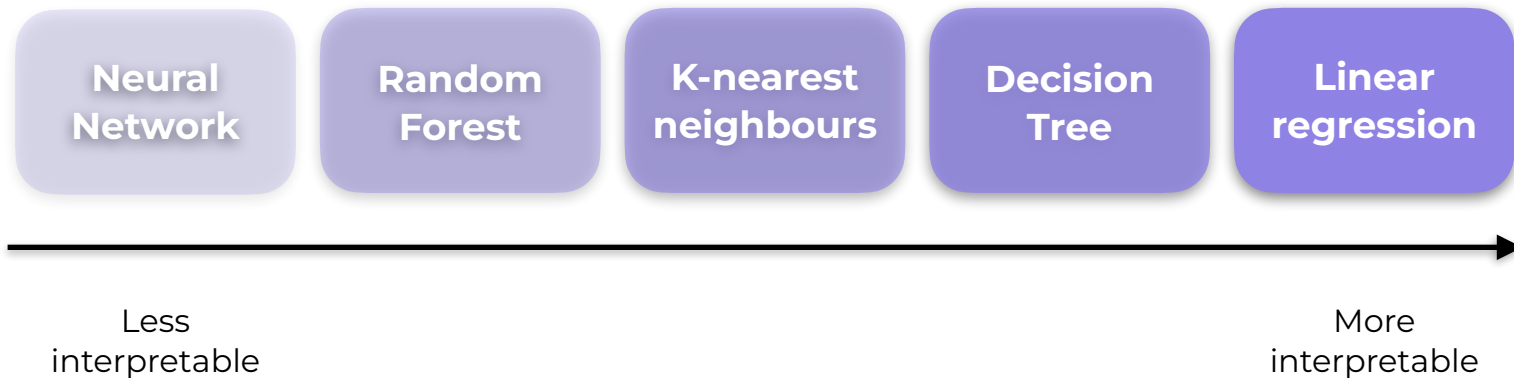 Neural
Network
Random
Forest
K-nearest
neighbours
Decision
Tree
Linear
regression
Less
interpretable
More
interpretable